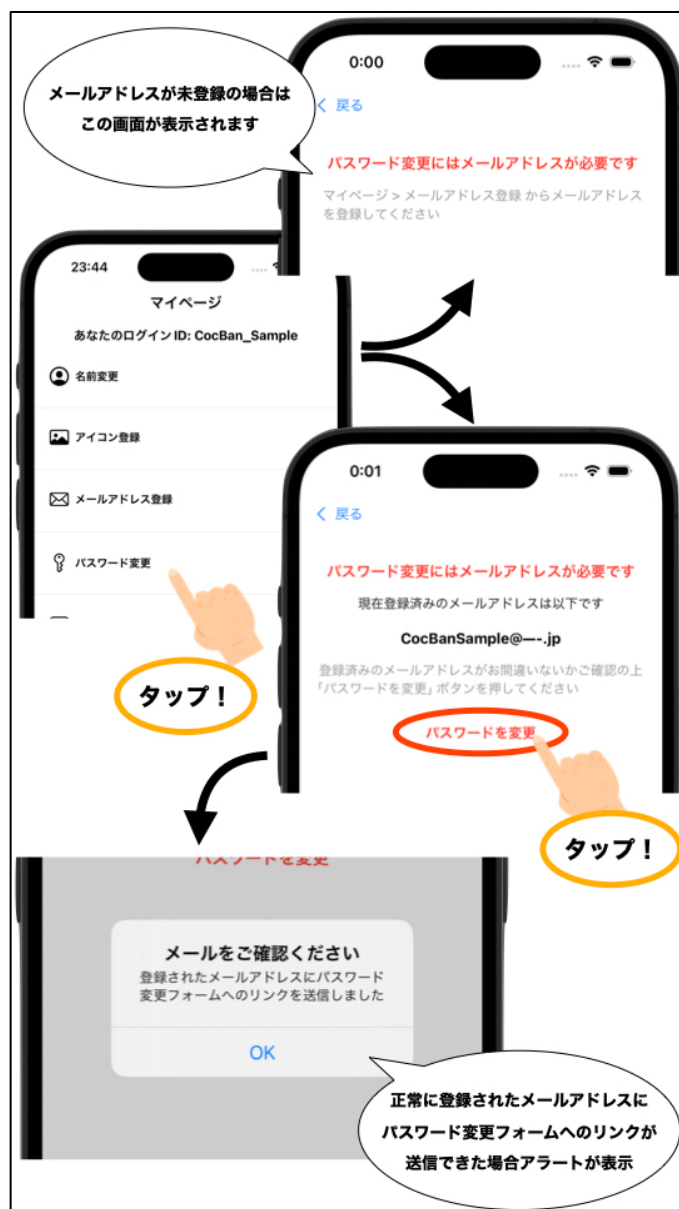 メールアドレスが未登録の場合は
この画面が表示されます
0:00
戻る
パスワード変更にはメールアドレスが必要です
マイページ > メールアドレス登録 からメールアドレス
を登録してください
23:44
マイページ
あなたのログイン ID: CocBan_Sample
名前変更
アイコン登録
メールアドレス登録
パスワード変更
タップ！
0:01
戻る
パスワード変更にはメールアドレスが必要です
現在登録済みのメールアドレスは以下です
CocBanSample@—-.jp
登録済みのメールアドレスがお間違いないかご確認の上
「パスワードを変更」ボタンを押してください
パスワードを変更
タップ！
パスワードを変更
メールをご確認ください
登録されたメールアドレスにパスワード
変更フォームへのリンクを送信しました
OK
正常に登録されたメールアドレスに
パスワード変更フォームへのリンクが
送信できた場合アラートが表示